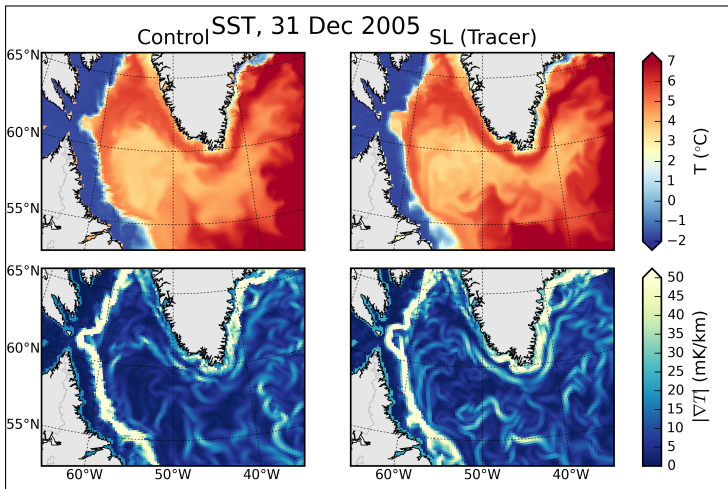 SST, 31 Dec 2005
Control
SL (Tracer)
65°N
60°N
55°N
7
6
5
4
3
2
1
0
−1
−2
T (°C)
65°N
60°N
55°N
60°W
50°W
40°W
60°W
50°W
40°W
50
45
40
35
30
25
20
15
10
5
0
|∇T| (mK/km)